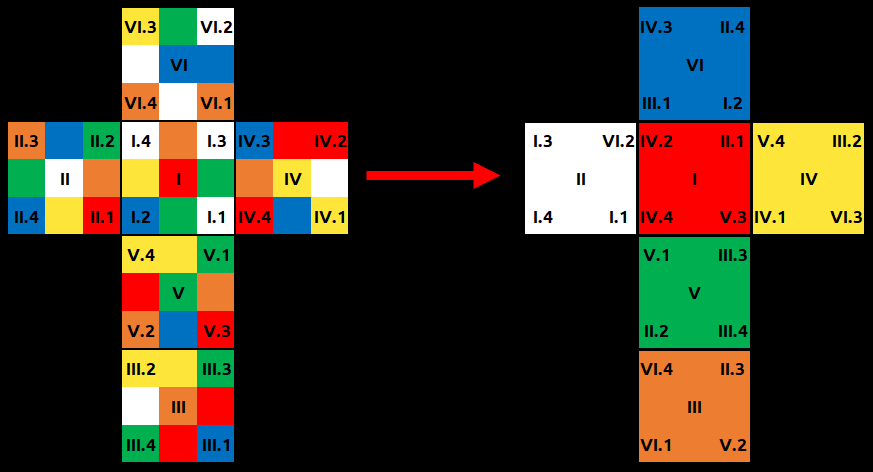 VI.3 VI.2
VI
VI.4 VI.1
II.3 II.2 I.4 I.3 IV.3 IV.2
II I IV
II.4 II.1 I.2 I.1 IV.4 IV.1
V.4 V.1
V
V.2 V.3
III.2 III.3
III
III.4 III.1
IV.3 II.4
VI
III.1 I.2
I.3 VI.2 IV.2 II.1 V.4 III.2
II I IV
I.4 I.1 IV.4 V.3 IV.1 VI.3
V.1 III.3
V
II.2 III.4
VI.4 II.3
III
VI.1 V.2